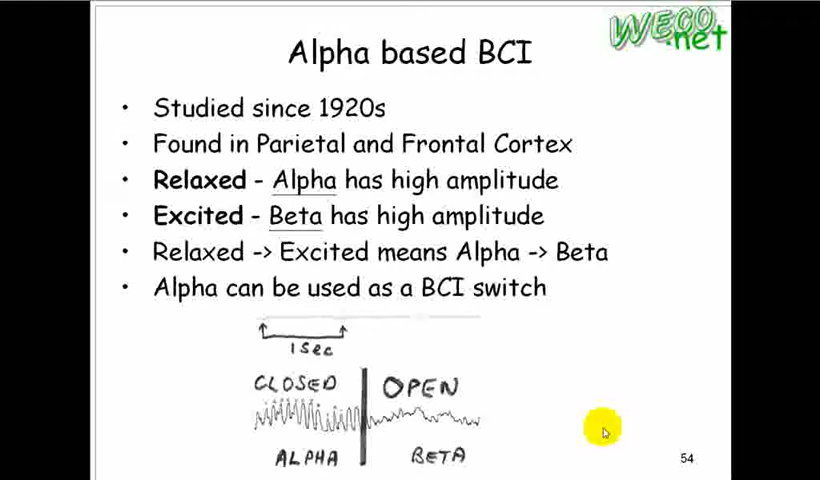 WECO
.net
Alpha based BCI
• Studied since 1920s
• Found in Parietal and Frontal Cortex
• Relaxed - Alpha has high amplitude
• Excited - Beta has high amplitude
• Relaxed -> Excited means Alpha -> Beta
• Alpha can be used as a BCI switch
1 sec
CLOSED OPEN
ALPHA BETA
54